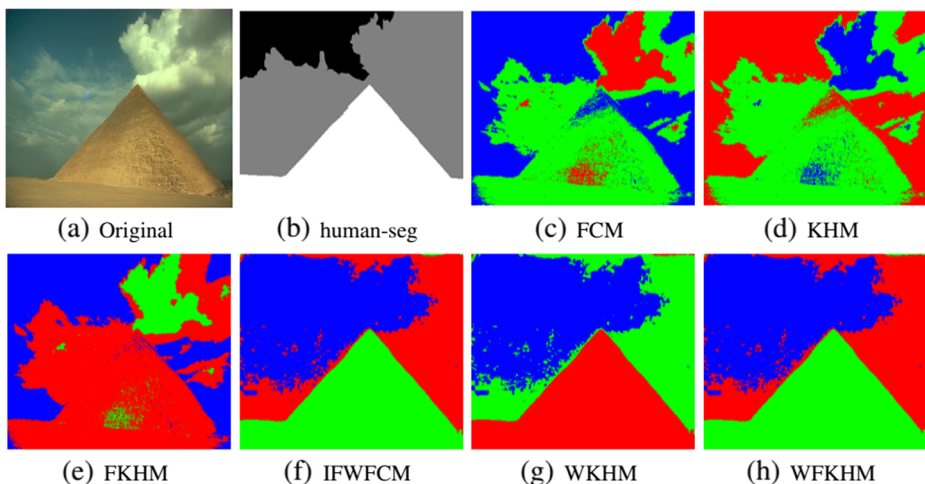 (a) Original
(b) human-seg
(c) FCM
(d) KHM
(e) FKHM
(f) IFWFCM
(g) WKHM
(h) WFKHM